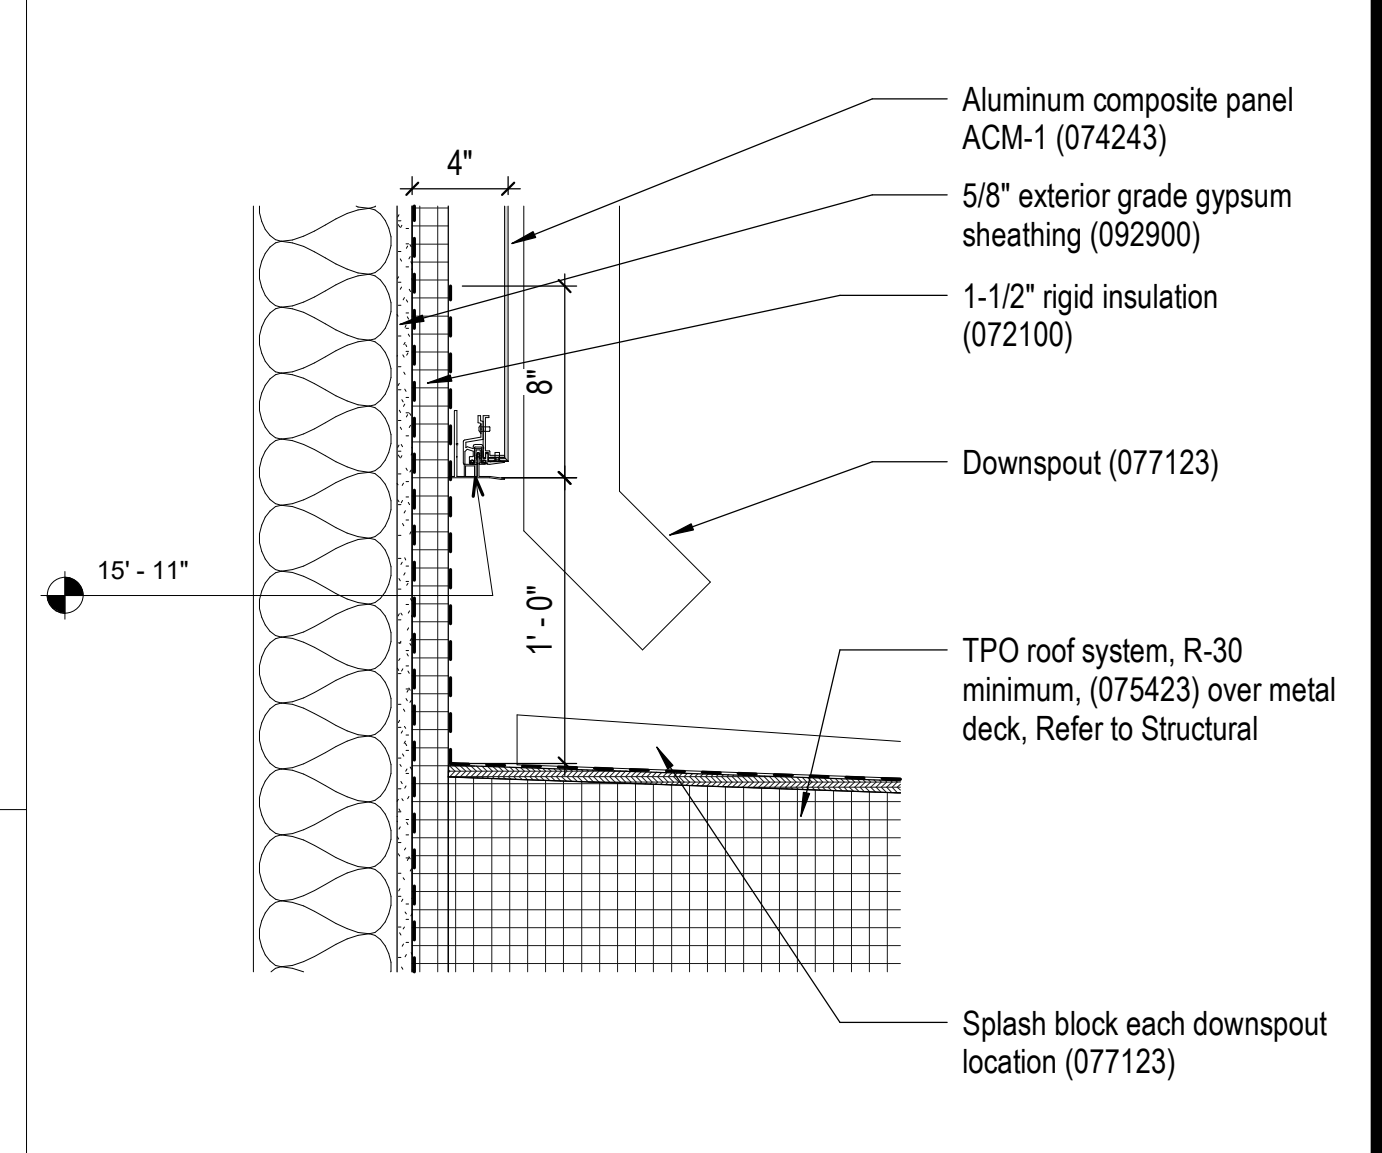 Aluminum composite panel
ACM-1 (074243)
4"
5/8" exterior grade gypsum
sheathing (092900)
1-1/2" rigid insulation
(072100)
8"
Downspout (077123)
15' - 11"
1' - 0"
TPO roof system, R-30
minimum, (075423) over metal
deck, Refer to Structural
Splash block each downspout
location (077123)